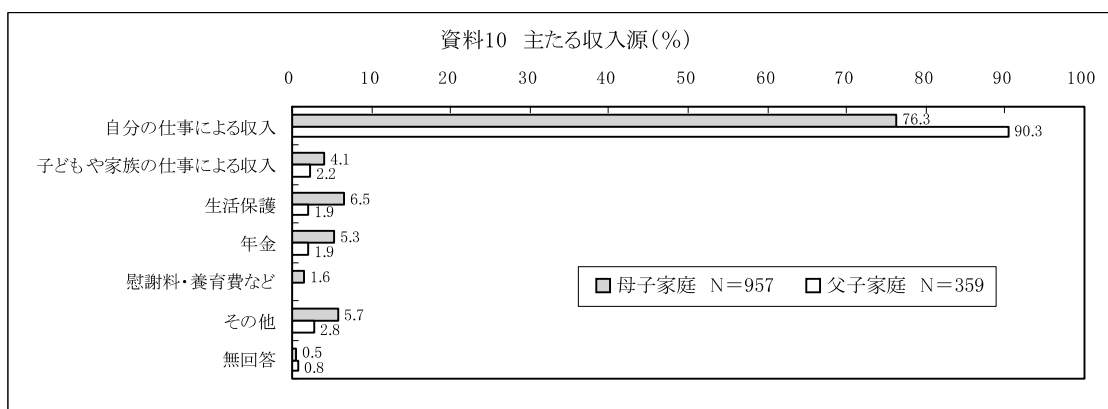 資料10　主たる収入源(％)
0 10 20 30 40 50 60 70 80 90 100
自分の仕事による収入 76.3
90.3
子どもや家族の仕事による収入 4.1
2.2
生活保護 6.5
1.9
年金 5.3
1.9
慰謝料・養育費など 1.6
母子家庭　N＝957　父子家庭　N＝359
その他 5.7
2.8
無回答 0.5
0.8